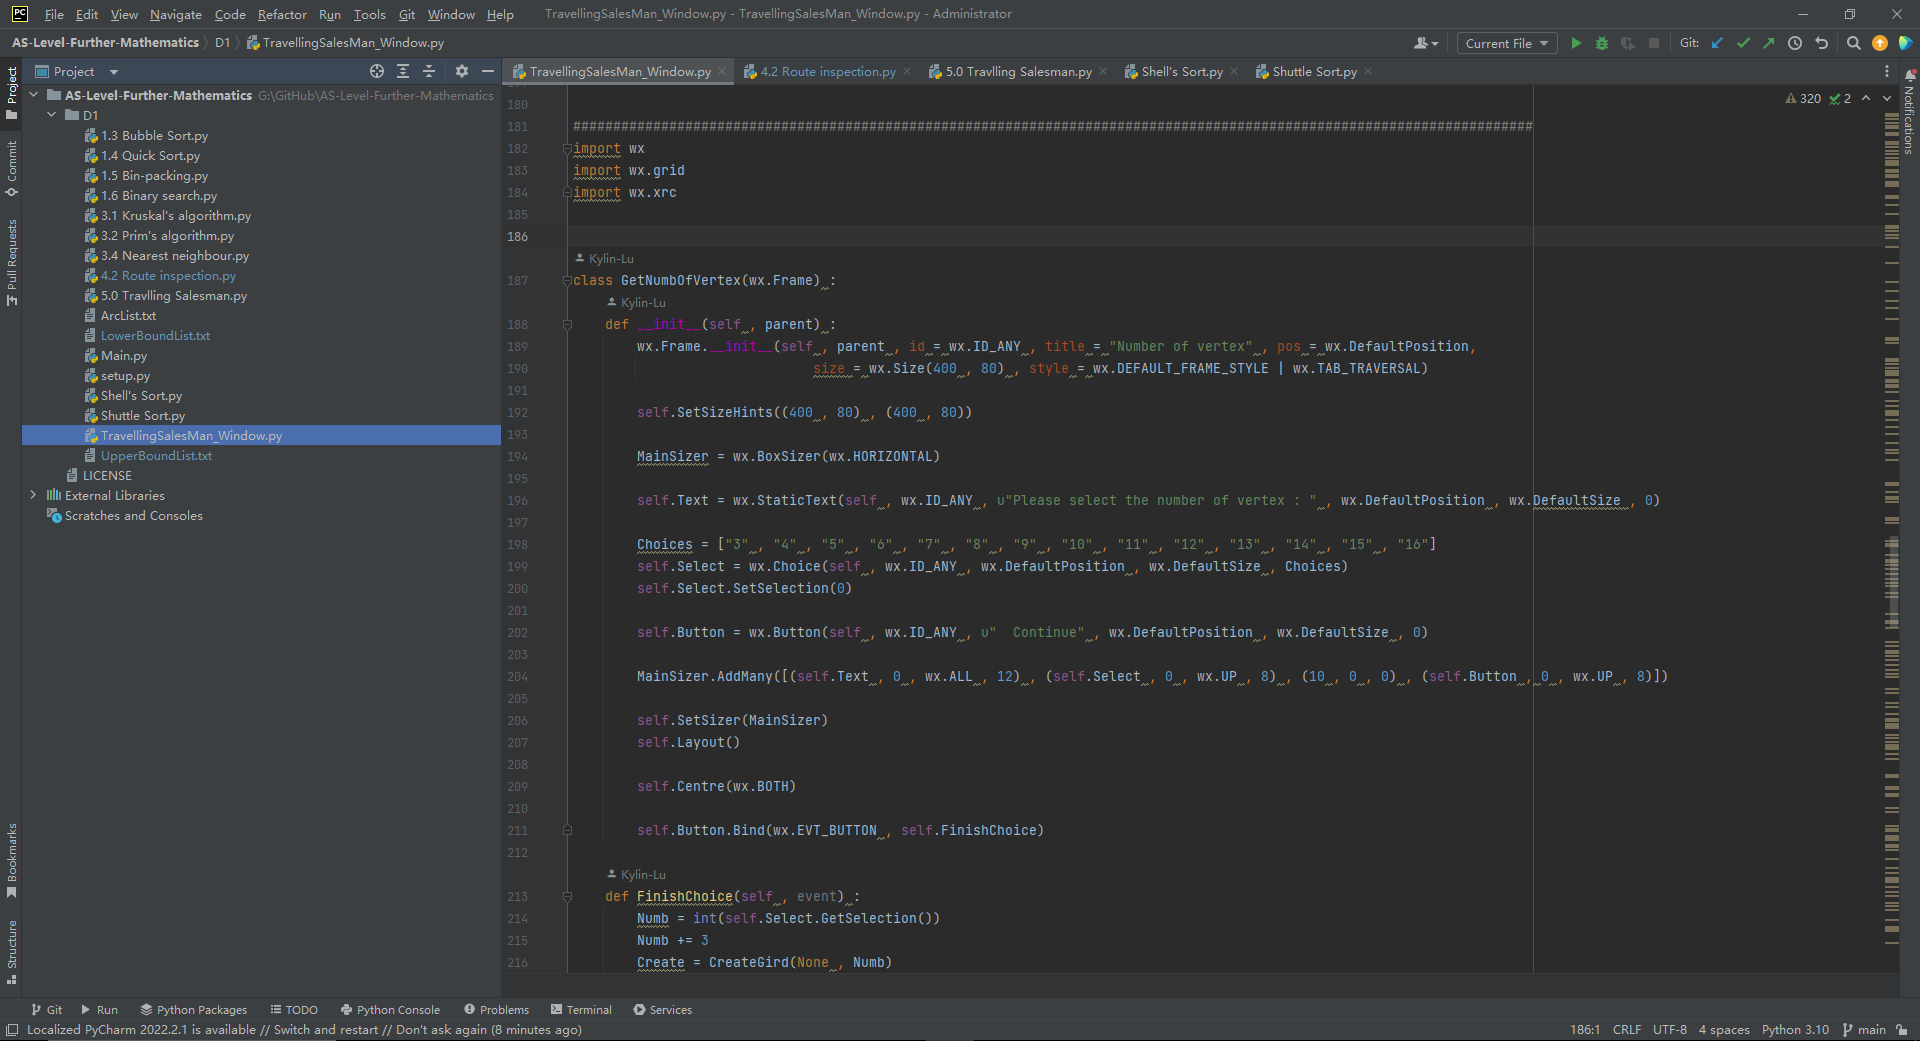 PC File Edit View Navigate Code Refactor Run Tools Git Window Help TravellingSalesMan_Window.py - TravellingSalesMan_Window.py - Administrator
AS-Level-Further-Mathematics D1 TravellingSalesMan_Window.py Current File Git:
Project TravellingSalesMan_Window.py 4.2 Route inspection.py 5.0 Travlling Salesman.py Shell's Sort.py Shuttle Sort.py
Project
Commit
Pull Requests
Bookmarks
Structure
Notifications
AS-Level-Further-Mathematics G:\GitHub\AS-Level-Further-Mathematics
D1
1.3 Bubble Sort.py
1.4 Quick Sort.py
1.5 Bin-packing.py
1.6 Binary search.py
3.1 Kruskal's algorithm.py
3.2 Prim's algorithm.py
3.4 Nearest neighbour.py
4.2 Route inspection.py
5.0 Travlling Salesman.py
ArcList.txt
LowerBoundList.txt
Main.py
setup.py
Shell's Sort.py
Shuttle Sort.py
TravellingSalesMan_Window.py
UpperBoundList.txt
LICENSE
External Libraries
Scratches and Consoles
320 2
180
181 ########################################################################################################################
182 import wx
183 import wx.grid
184 import wx.xrc
185
186
Kylin-Lu
187 class GetNumbOfVertex(wx.Frame) :
Kylin-Lu
188 def __init__(self , parent) :
189 wx.Frame.__init__(self , parent , id = wx.ID_ANY , title = "Number of vertex" , pos = wx.DefaultPosition,
190 size = wx.Size(400 , 80) , style = wx.DEFAULT_FRAME_STYLE | wx.TAB_TRAVERSAL)
191
192 self.SetSizeHints((400 , 80) , (400 , 80))
193
194 MainSizer = wx.BoxSizer(wx.HORIZONTAL)
195
196 self.Text = wx.StaticText(self , wx.ID_ANY , u"Please select the number of vertex : " , wx.DefaultPosition , wx.DefaultSize , 0)
197
198 Choices = ["3" , "4" , "5" , "6" , "7" , "8" , "9" , "10" , "11" , "12" , "13" , "14" , "15" , "16"]
199 self.Select = wx.Choice(self , wx.ID_ANY , wx.DefaultPosition , wx.DefaultSize , Choices)
200 self.Select.SetSelection(0)
201
202 self.Button = wx.Button(self , wx.ID_ANY , u"  Continue" , wx.DefaultPosition , wx.DefaultSize , 0)
203
204 MainSizer.AddMany([(self.Text , 0 , wx.ALL , 12) , (self.Select , 0 , wx.UP , 8) , (10 , 0 , 0) , (self.Button , 0 , wx.UP , 8)])
205
206 self.SetSizer(MainSizer)
207 self.Layout()
208
209 self.Centre(wx.BOTH)
210
211 self.Button.Bind(wx.EVT_BUTTON , self.FinishChoice)
212
Kylin-Lu
213 def FinishChoice(self , event) :
214 Numb = int(self.Select.GetSelection())
215 Numb += 3
216 Create = CreateGird(None , Numb)
Git Run Python Packages TODO Python Console Problems Terminal Services
Localized PyCharm 2022.2.1 is available // Switch and restart // Don't ask again (8 minutes ago) 186:1 CRLF UTF-8 4 spaces Python 3.10 main